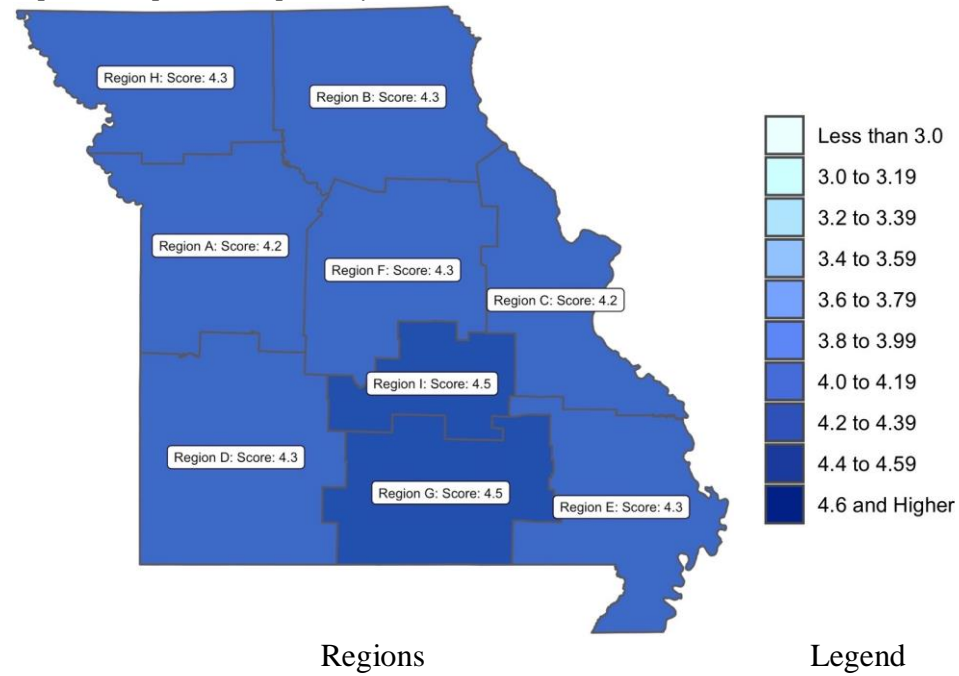 Region H: Score: 4.3
Region B: Score: 4.3
Region A: Score: 4.2
Region F: Score: 4.3
Region C: Score: 4.2
Region I: Score: 4.5
Region D: Score: 4.3
Region G: Score: 4.5
Region E: Score: 4.3
Less than 3.0
3.0 to 3.19
3.2 to 3.39
3.4 to 3.59
3.6 to 3.79
3.8 to 3.99
4.0 to 4.19
4.2 to 4.39
4.4 to 4.59
4.6 and Higher
Regions
Legend